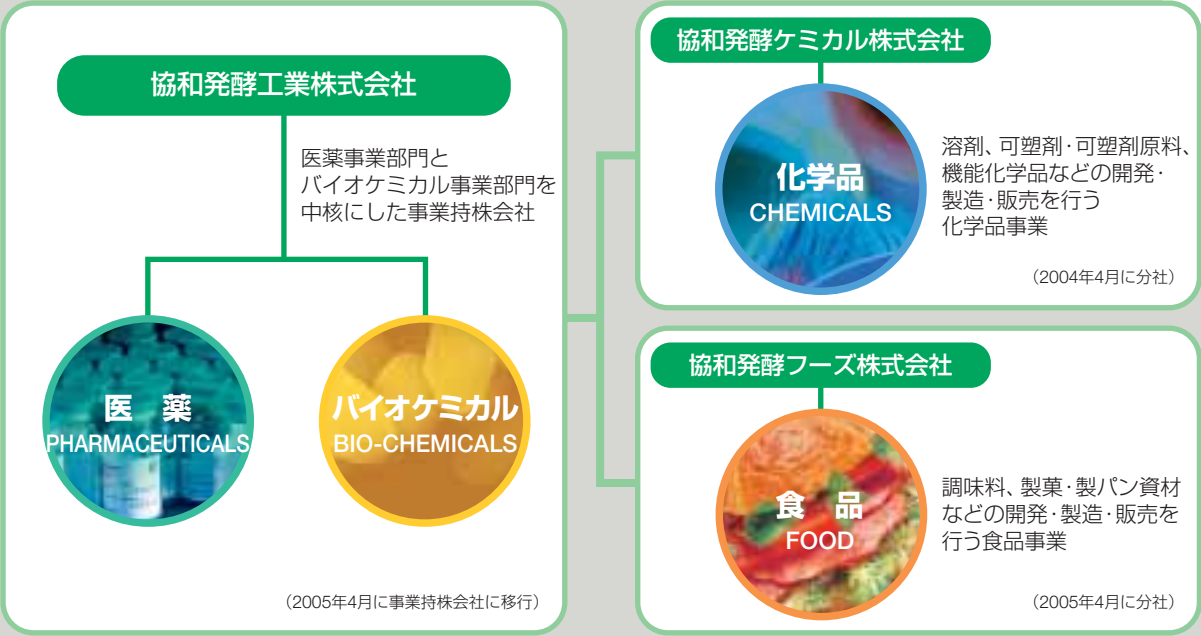 協和発酵工業株式会社
医薬事業部門と
バイオケミカル事業部門を
中核にした事業持株会社
医 薬
PHARMACEUTICALS
バイオケミカル
BIO-CHEMICALS
（2005年4月に事業持株会社に移行）
協和発酵ケミカル株式会社
化学品
CHEMICALS
溶剤、可塑剤・可塑剤原料、
機能化学品などの開発・
製造・販売を行う
化学品事業
（2004年4月に分社）
協和発酵フーズ株式会社
食 品
FOOD
調味料、製菓・製パン資材
などの開発・製造・販売を
行う食品事業
（2005年4月に分社）